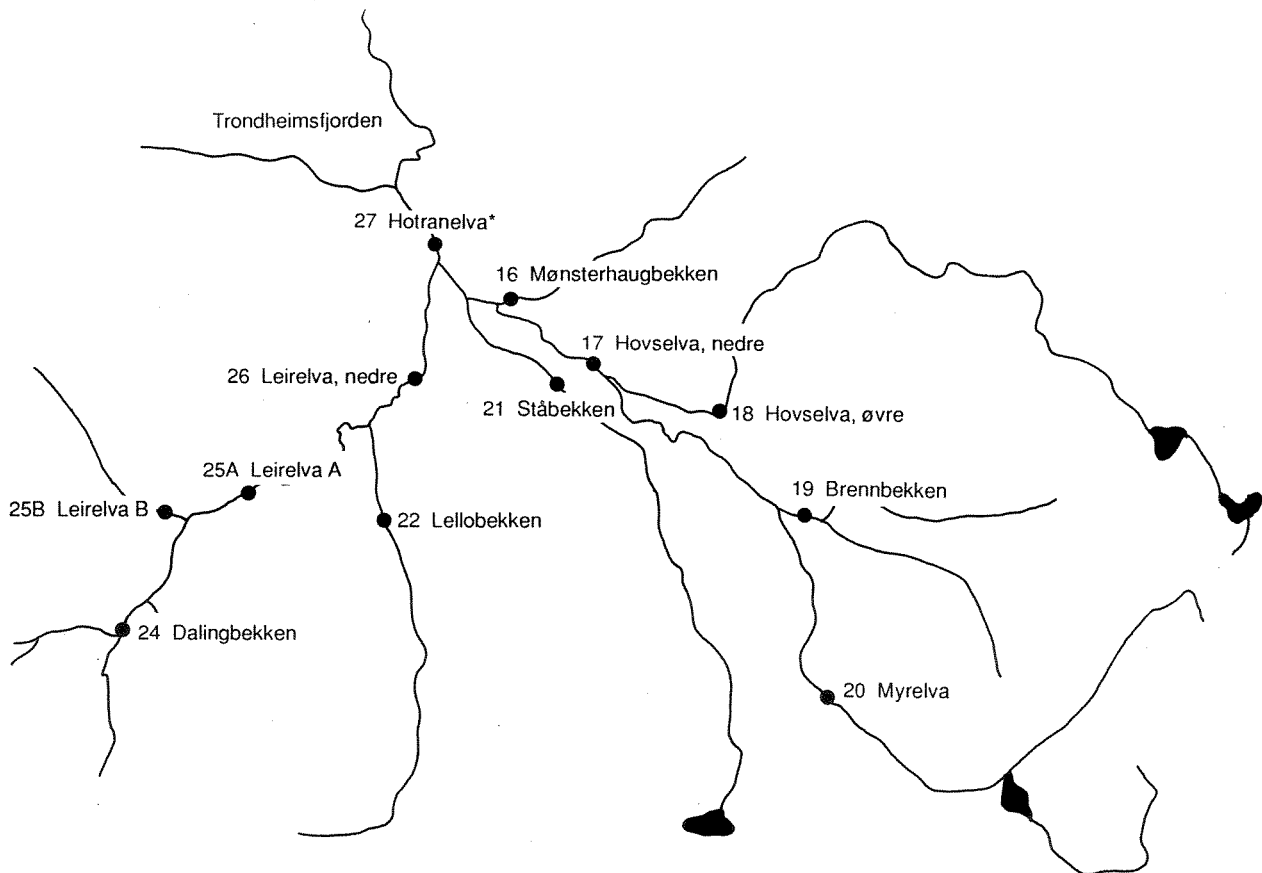 Trondheimsfjorden
27 Hotranelva*
16 Mønsterhaugbekken
17 Hovselva, nedre
26 Leirelva, nedre
21 Ståbekken
18 Hovselva, øvre
25A Leirelva A
19 Brennbekken
25B Leirelva B
22 Lellobekken
24 Dalingbekken
20 Myrelva